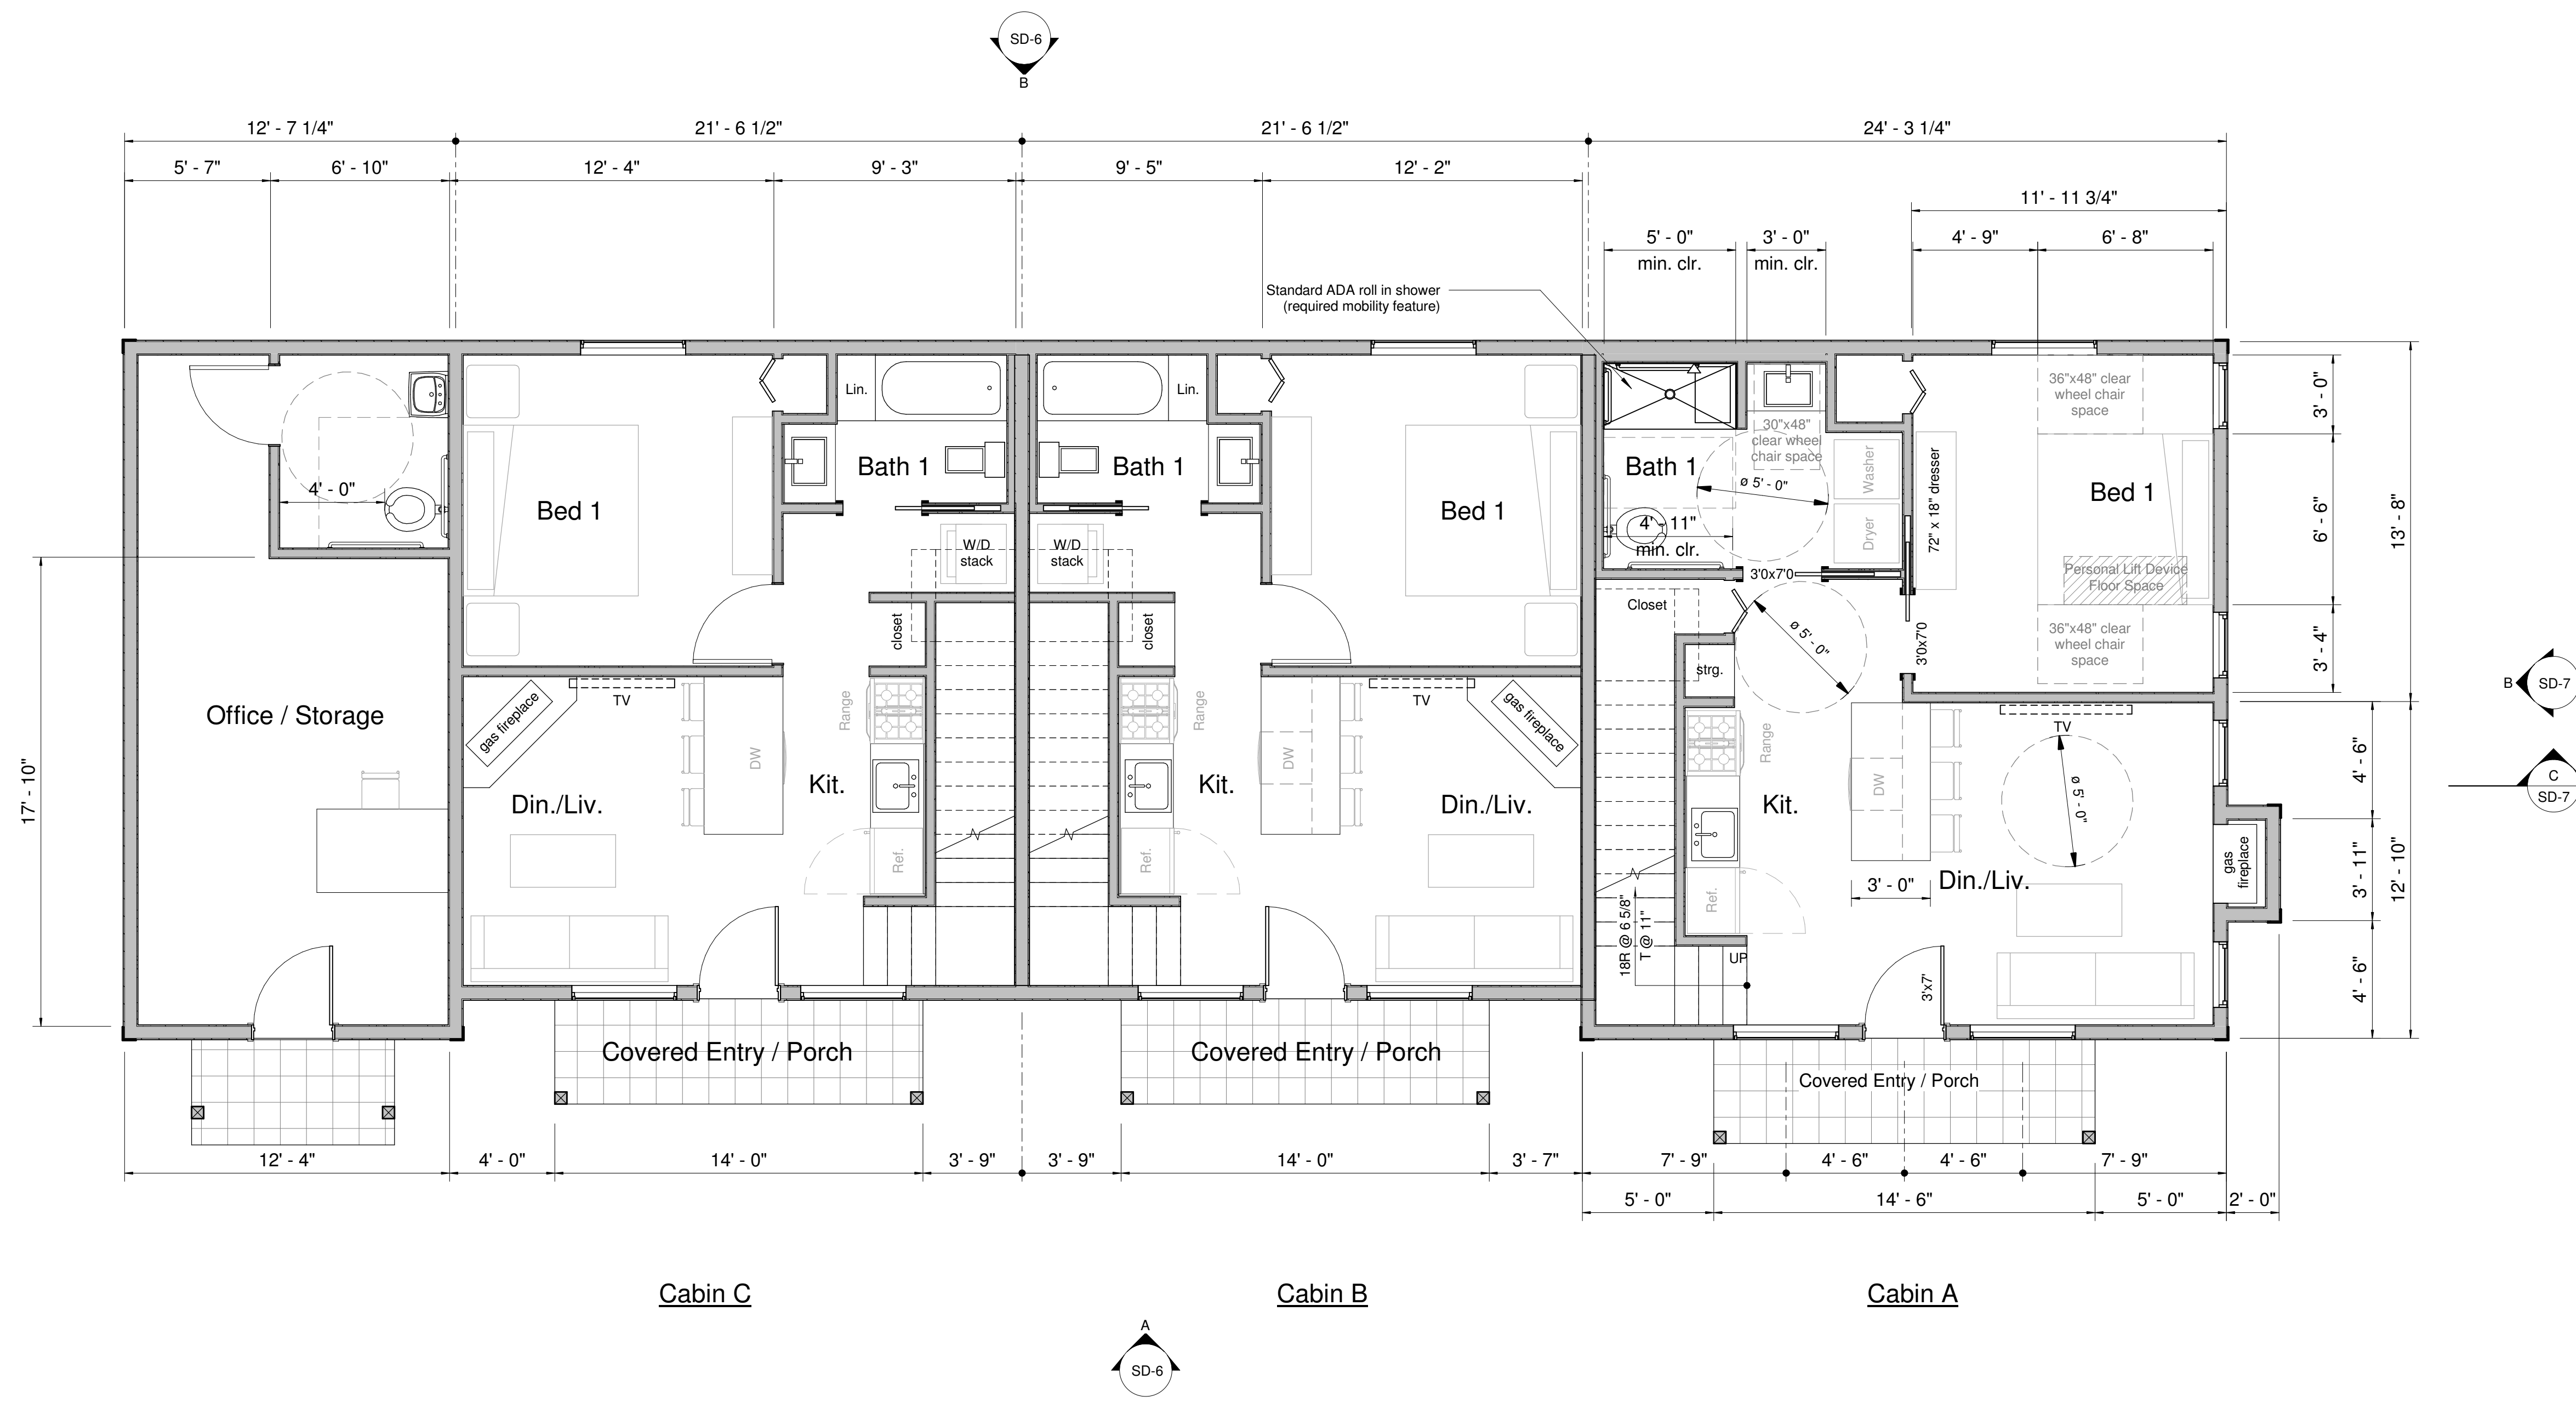 SD-6
B
12' - 7 1/4"
21' - 6 1/2"
21' - 6 1/2"
24' - 3 1/4"
5' - 7"
6' - 10"
12' - 4"
9' - 3"
9' - 5"
12' - 2"
11' - 11 3/4"
5' - 0"
min. clr.
3' - 0"
min. clr.
4' - 9"
6' - 8"
Standard ADA roll in shower
(required mobility feature)
4' - 0"
Office / Storage
17' - 10"
Bed 1
Lin.
Bath 1
W/D
stack
closet
TV
gas fireplace
Range
DW
Kit.
Din./Liv.
Ref.
Lin.
Bath 1
W/D
stack
closet
Bed 1
Range
TV
gas fireplace
DW
Kit.
Din./Liv.
Ref.
Bath 1
30"x48"
clear wheel
chair space
ø 5' - 0"
4' - 11"
min. clr.
Washer
Dryer
3'0x7'0
72" x 18" dresser
36"x48" clear
wheel chair
space
Bed 1
Personal Lift Device
Floor Space
36"x48" clear
wheel chair
space
3'0x7'0
Closet
ø 5' - 0"
strg.
Range
TV
DW
ø 5' - 0"
Kit.
Din./Liv.
3' - 0"
Ref.
gas
fireplace
18R @ 6 5/8"
T @ 11"
UP
3'x7'
3' - 0"
6' - 6"
3' - 4"
13' - 8"
4' - 6"
3' - 11"
4' - 6"
12' - 10"
B
SD-7
C
SD-7
Covered Entry / Porch
Covered Entry / Porch
Covered Entry / Porch
12' - 4"
4' - 0"
14' - 0"
3' - 9"
3' - 9"
14' - 0"
3' - 7"
7' - 9"
4' - 6"
4' - 6"
7' - 9"
5' - 0"
14' - 6"
5' - 0"
2' - 0"
Cabin C
Cabin B
Cabin A
A
SD-6